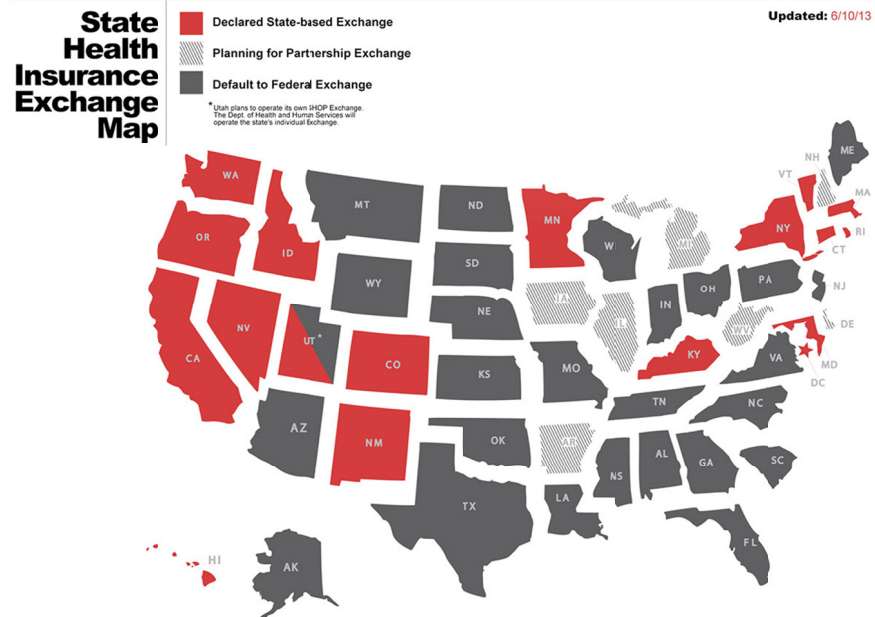 State
Health
Insurance
Exchange
Map
Declared State-based Exchange
Planning for Partnership Exchange
Default to Federal Exchange
*Utah plans to operate its own SHOP Exchange.
The Dept. of Health and Human Services will
operate the state's individual Exchange.
Updated: 6/10/13
WA
OR
CA
NV
ID
MT
WY
UT*
CO
AZ
NM
ND
SD
NE
KS
OK
TX
MN
IA
MO
AR
LA
W
IL
MI
IN
OH
KY
TN
NS
AL
GA
FL
SC
NC
VA
WV
PA
NY
VT
NH
ME
MA
RI
CT
NJ
DE
MD
DC
HI
AK